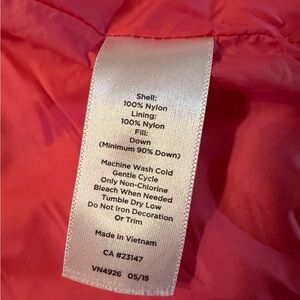 Shell:
100% Nylon
Lining:
100% Nylon
Fill:
Down
(Minimum 90% Down)
Machine Wash Cold
Gentle Cycle
Only Non-Chlorine
Bleach When Needed
Tumble Dry Low
Do Not Iron Decoration
Or Trim
Made in Vietnam
CA #23147
VN4926 05/15